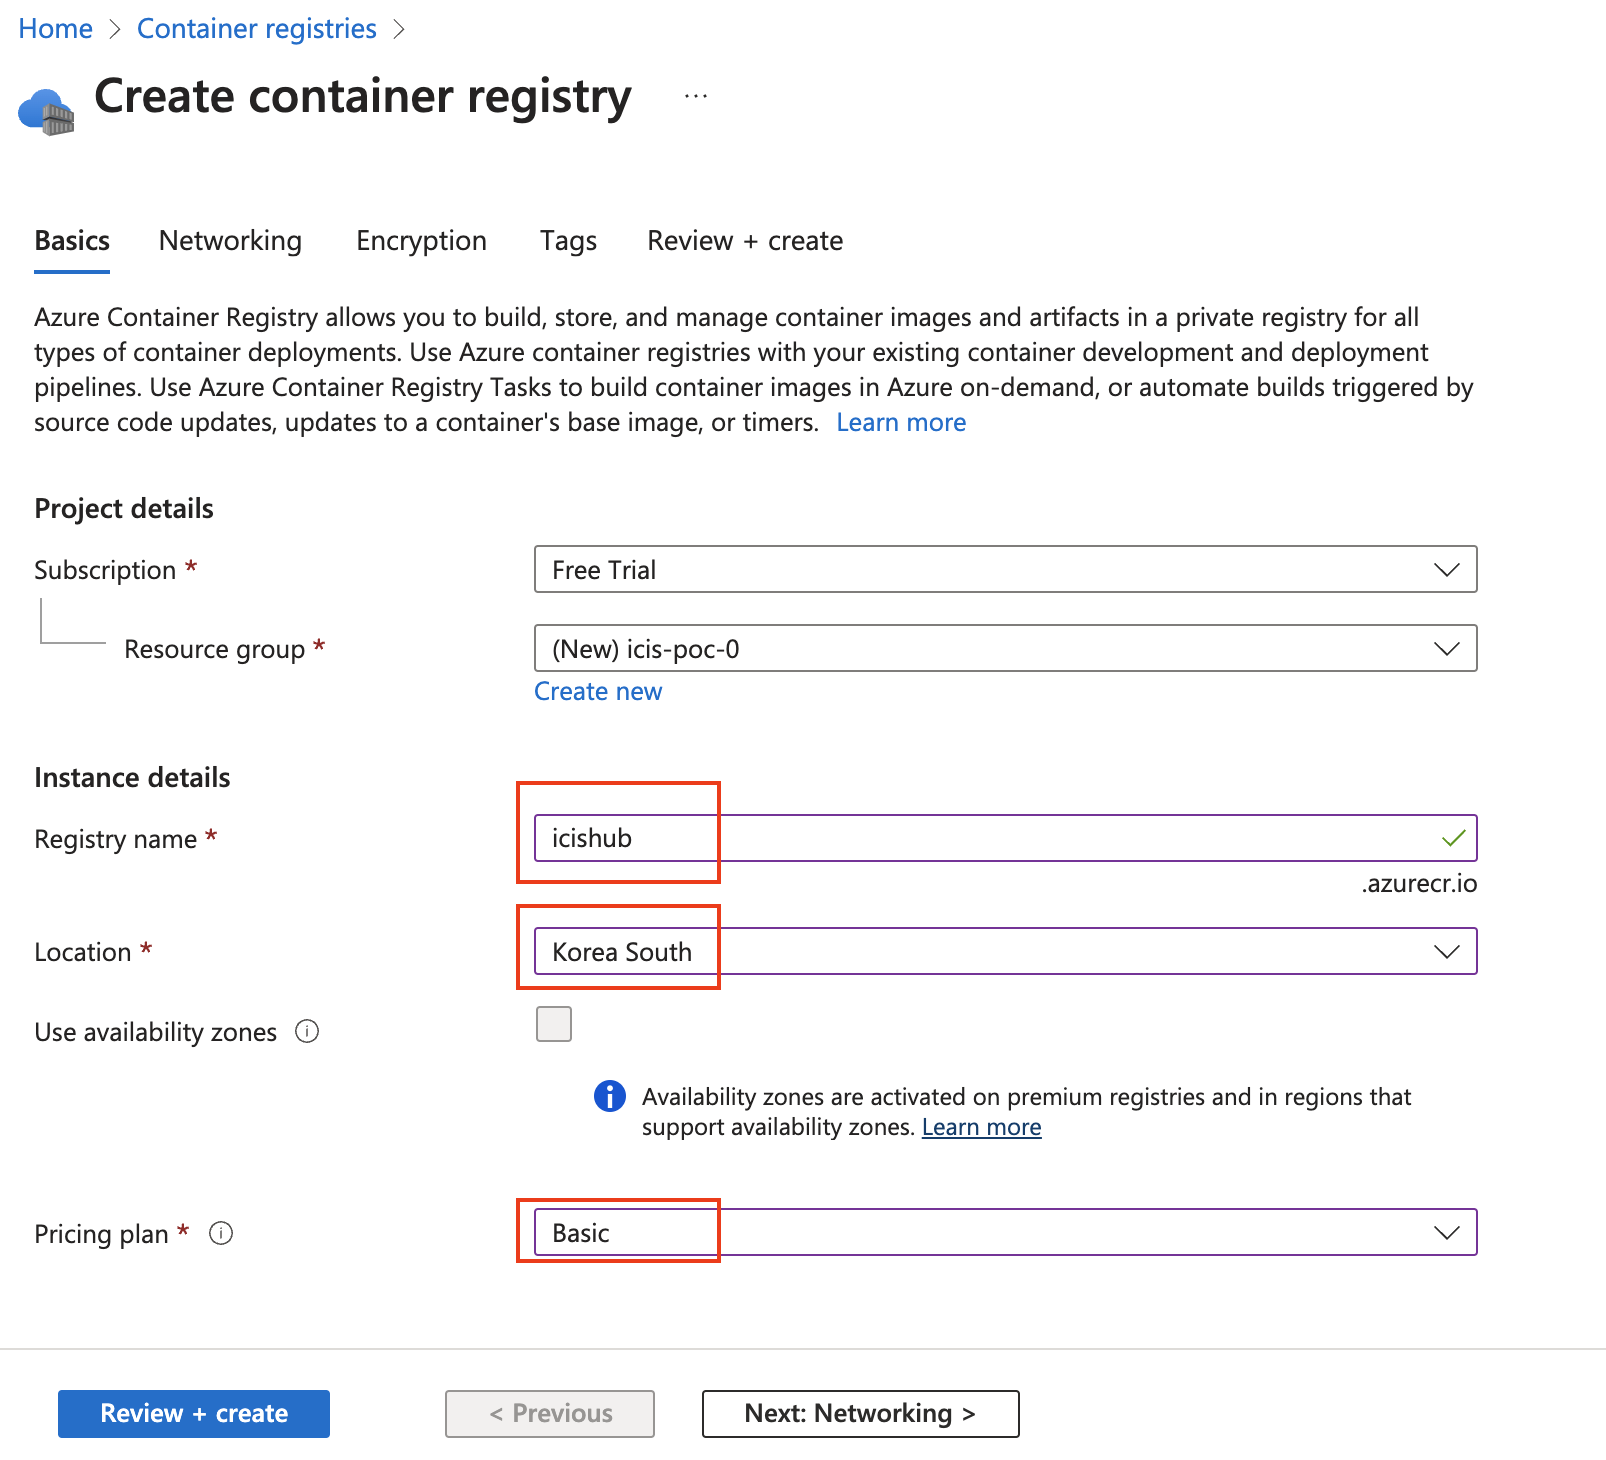 Home > Container registries >
Create container registry ...
Basics Networking Encryption Tags Review + create
Azure Container Registry allows you to build, store, and manage container images and artifacts in a private registry for all
types of container deployments. Use Azure container registries with your existing container development and deployment
pipelines. Use Azure Container Registry Tasks to build container images in Azure on-demand, or automate builds triggered by
source code updates, updates to a container's base image, or timers. Learn more
Project details
Subscription * Free Trial
Resource group * (New) icis-poc-0
Create new
Instance details
Registry name * icishub
.azurecr.io
Location * Korea South
Use availability zones
Availability zones are activated on premium registries and in regions that
support availability zones. Learn more
Pricing plan * Basic
Review + create < Previous Next: Networking >